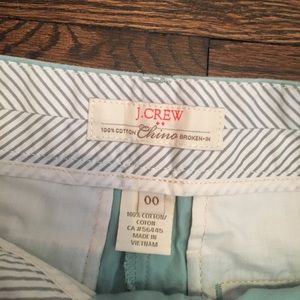 J.CREW
100% COTTON Chino BROKEN-IN
00
100% COTTON/
COTON
CA #56445
MADE IN
VIETNAM